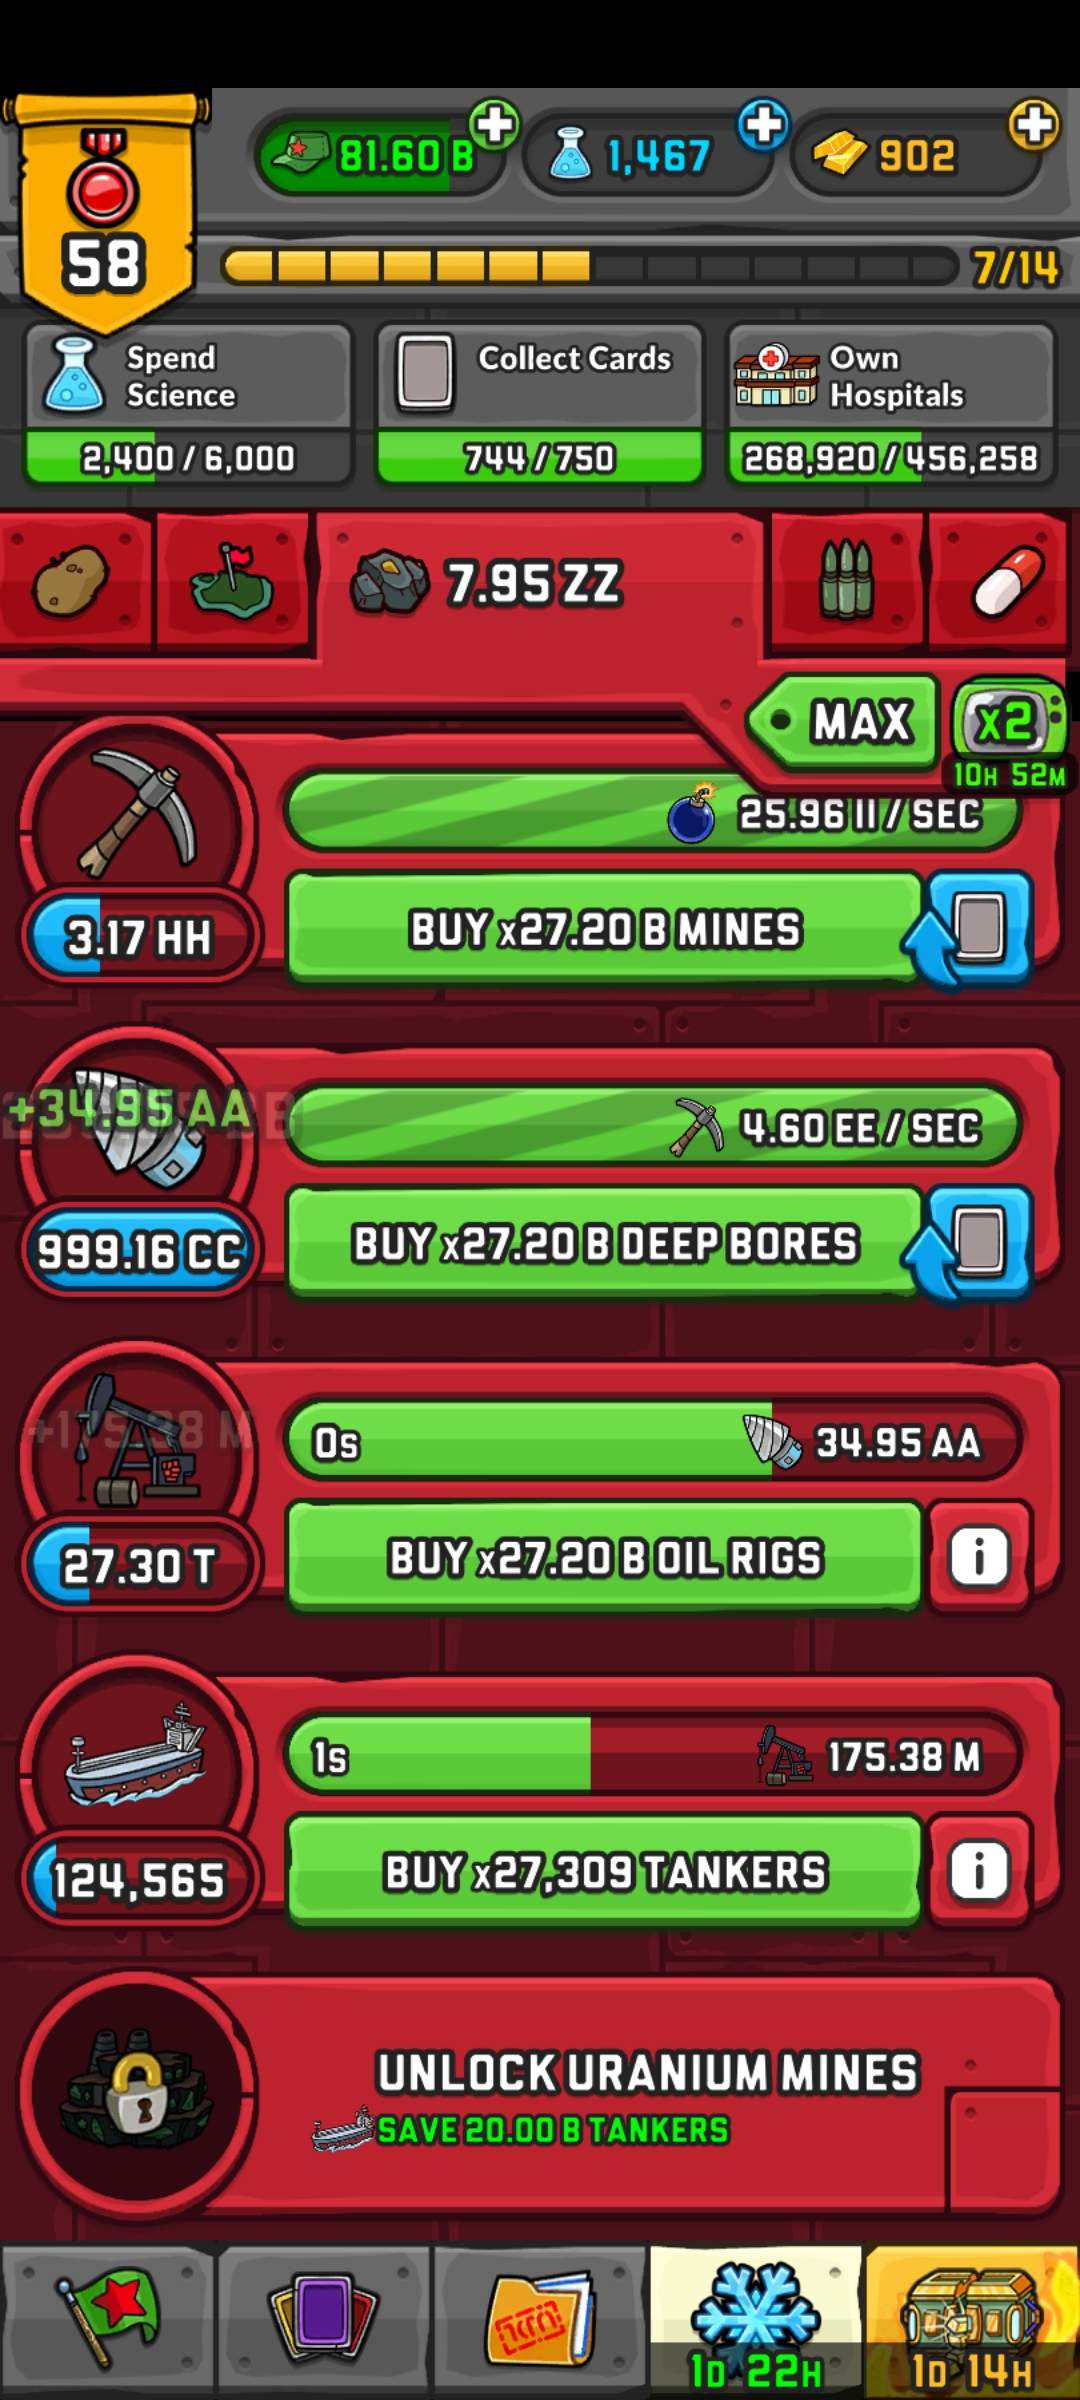 81.60 B
1,467
902
58
7/14
Spend
Science
2,400 / 6,000
Collect Cards
744 / 750
Own
Hospitals
268,920 / 456,258
7.95 ZZ
MAX
x2
10H 52M
25.96 II / SEC
3.17 HH
BUY x27.20 B MINES
+34.95 AA
4.60 EE / SEC
999.16 CC
BUY x27.20 B DEEP BORES
+175.38 M
0s
34.95 AA
27.30 T
BUY x27.20 B OIL RIGS
i
1s
175.38 M
124,565
BUY x27,309 TANKERS
i
UNLOCK URANIUM MINES
SAVE 20.00 B TANKERS
1D 22H
1D 14H